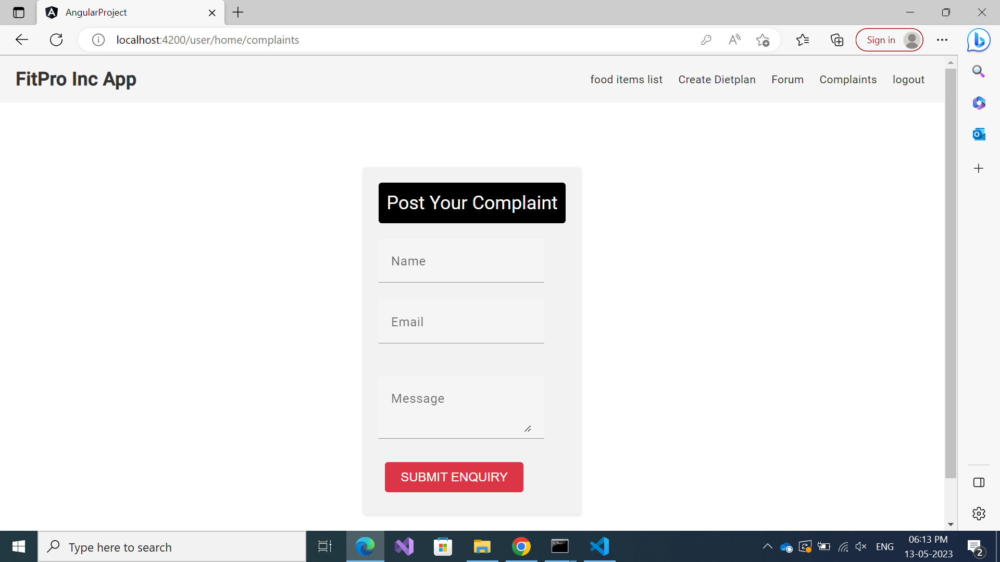 AngularProject
localhost:4200/user/home/complaints
Sign in
FitPro Inc App
food items list
Create Dietplan
Forum
Complaints
logout
Post Your Complaint
Name
Email
Message
SUBMIT ENQUIRY
Type here to search
ENG
06:13 PM
13-05-2023
2